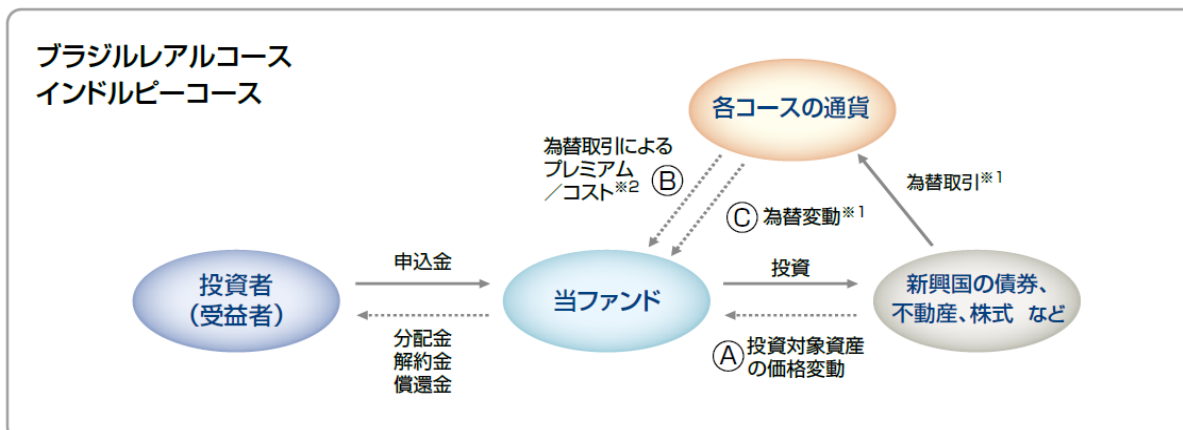 ブラジルレアルコース
インドルピーコース
各コースの通貨
為替取引による
プレミアム
／コスト※2
Ⓑ
Ⓒ 為替変動※1
為替取引※1
投資者
（受益者）
申込金
分配金
解約金
償還金
当ファンド
投資
Ⓐ
投資対象資産
の価格変動
新興国の債券、
不動産、株式 など